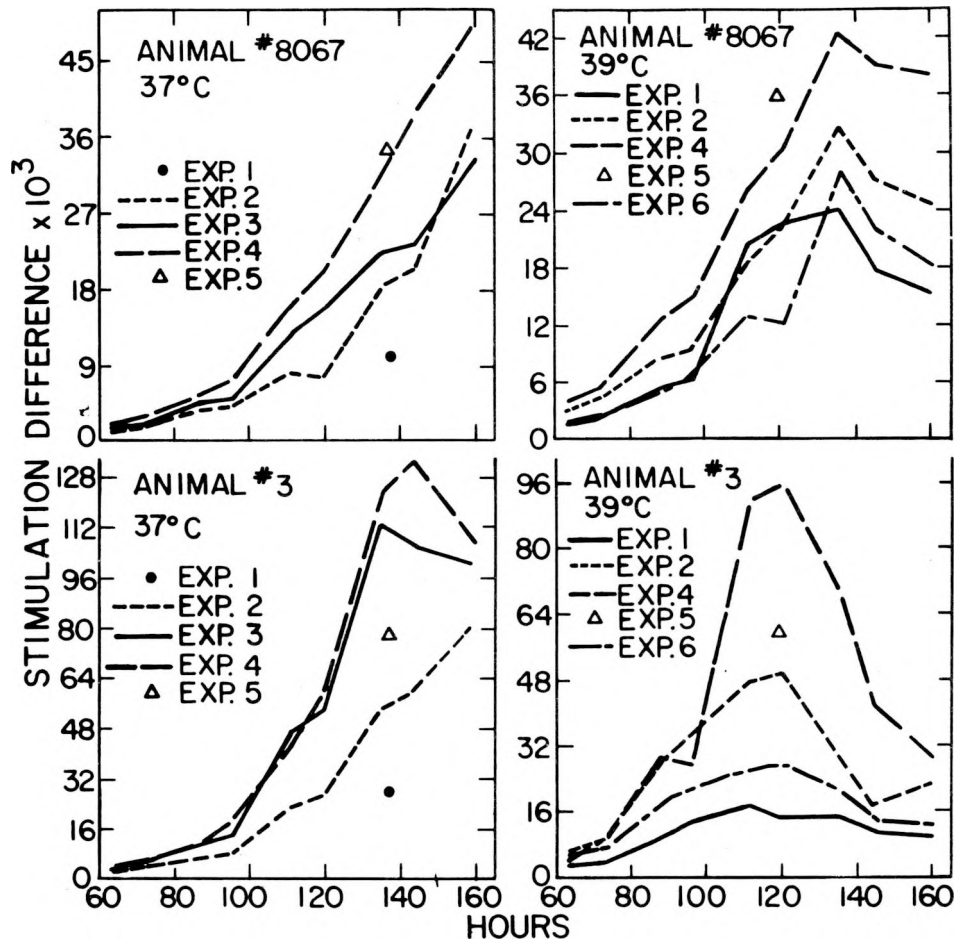 STIMULATION DIFFERENCE x 10³
45
36
27
18
9
0
ANIMAL #8067
37°C
EXP. 1
EXP. 2
EXP. 3
EXP. 4
EXP. 5
42
36
30
24
18
12
6
0
ANIMAL #8067
39°C
EXP. 1
EXP. 2
EXP. 4
EXP. 5
EXP. 6
128
112
96
80
64
48
32
16
0
ANIMAL #3
37°C
EXP. 1
EXP. 2
EXP. 3
EXP. 4
EXP. 5
60 80 100 120 140 160
96
80
64
48
32
16
0
ANIMAL #3
39°C
EXP. 1
EXP. 2
EXP. 4
EXP. 5
EXP. 6
80 100 120 140 160
HOURS